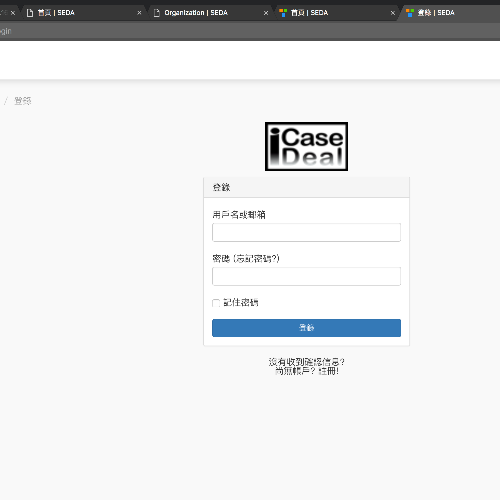 首頁 | SEDA
Organization | SEDA
首頁 | SEDA
登錄 | SEDA
ogin
/ 登錄
iCase
Deal
登錄
用戶名或郵箱
密碼 (忘記密碼?)
記住密碼
登錄
沒有收到確認信息?
尚無帳戶? 註冊!